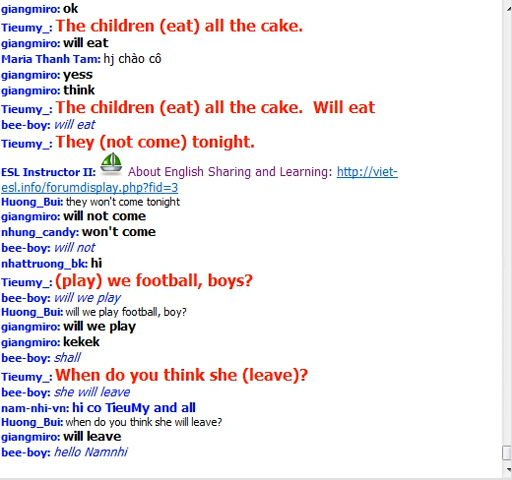 giangmiro: ok
Tieumy_: The children (eat) all the cake.
giangmiro: will eat
Maria Thanh Tam: hj chào cô
giangmiro: yess
giangmiro: think
Tieumy_: The children (eat) all the cake.  Will eat
bee-boy: will eat
Tieumy_: They (not come) tonight.
ESL Instructor II: About English Sharing and Learning: http://viet-
esl.info/forumdisplay.php?fid=3
Huong_Bui: they won't come tonight
giangmiro: will not come
nhung_candy: won't come
bee-boy: will not
nhattruong_bk: hi
Tieumy_: (play) we football, boys?
bee-boy: will we play
Huong_Bui: will we play football, boy?
giangmiro: will we play
giangmiro: kekek
bee-boy: shall
Tieumy_: When do you think she (leave)?
bee-boy: she will leave
nam-nhi-vn: hi co TieuMy and all
Huong_Bui: when do you think she will leave?
giangmiro: will leave
bee-boy: hello Namnhi